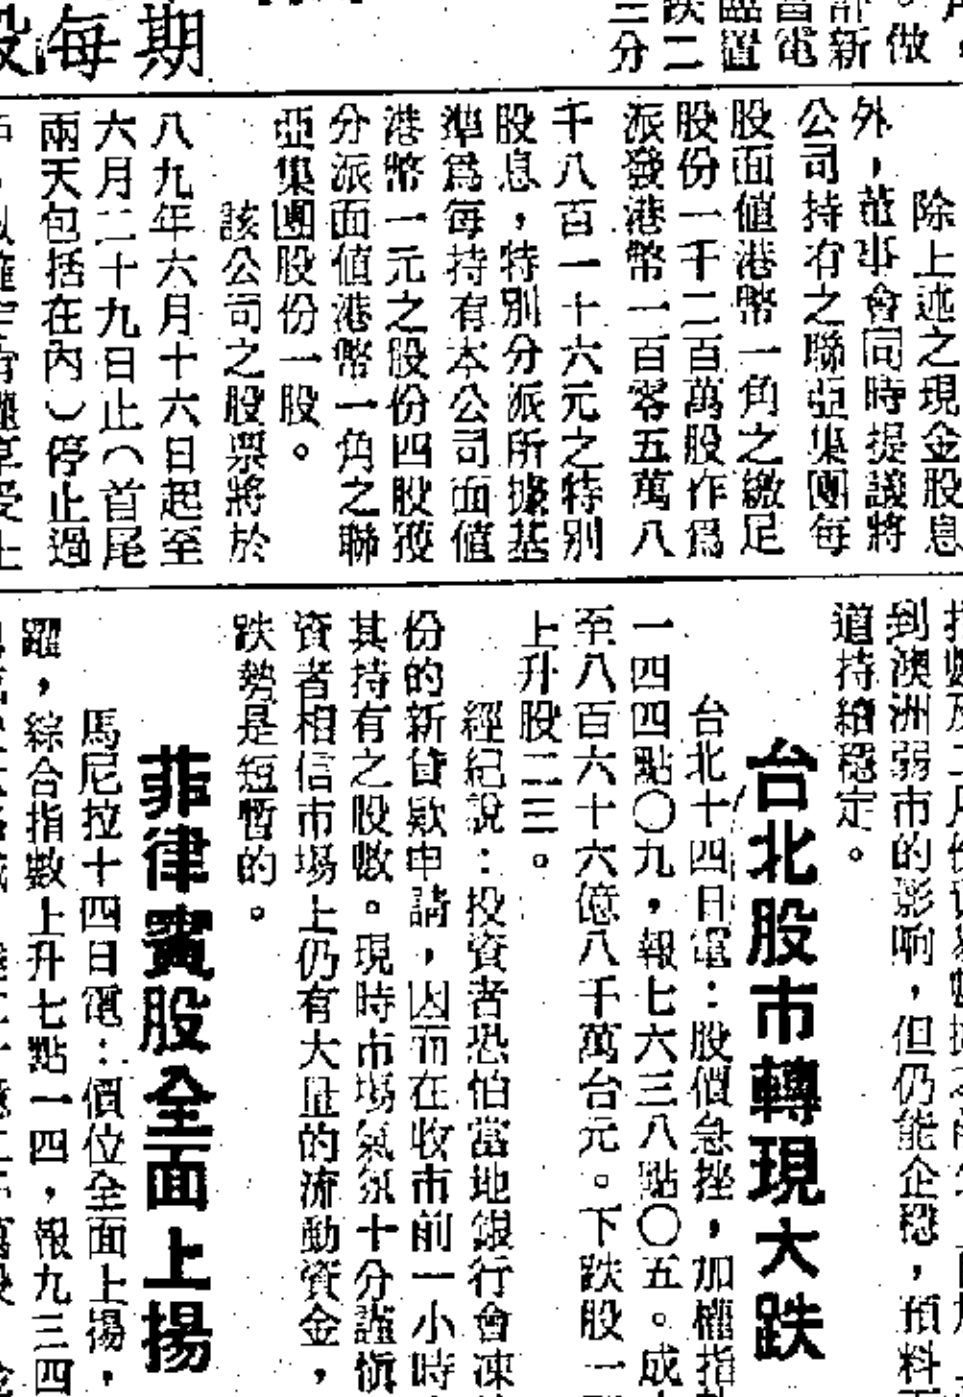 每期
三分
跌二
臨置
當電
新
。做
除上述之現金股息
外，董事會同時提議將
公司持有之聯亞集團每
股面値港幣一角之繳足
股份一千二百萬股作爲
派發港幣一百零五萬八
千八百一十六元之特別
股息，特別分派所據基
準爲每持有本公司面値
港幣一元之股份四股獲
分派面値港幣一角之聯
亞集團股份一股。
該公司之股票將於
八九年六月十六日起至
六月二十九日止（首尾
兩天包括在內）停止過
到澳洲弱市的影响，但仍能企穩，預料
道持續穩定。
台北股市轉現大跌
台北十四日電：股價急挫，加權指
一四四點〇九，報七六三八點〇五。成
至八百六十六億八千萬台元。下跌股一
上升股二三。
經紀說：投資者恐怕當地銀行會凍
份的新貸款申請，因而在收市前一小時
其持有之股數。現時市場氣氛十分謹愼
資者相信市場上仍有大量的流動資金，
跌勢是短暫的。
菲律賓股全面上揚
馬尼拉十四日電：價位全面上揚，
躍，綜合指數上升七點一四，報九三四